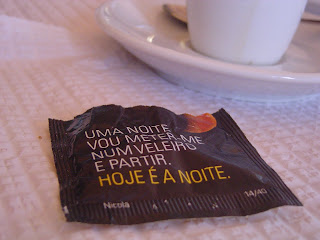 UMA NOITE
VOU METER-ME
NUM VELEIRO
E PARTIR.
HOJE É A NOITE.
Nicola
14/40